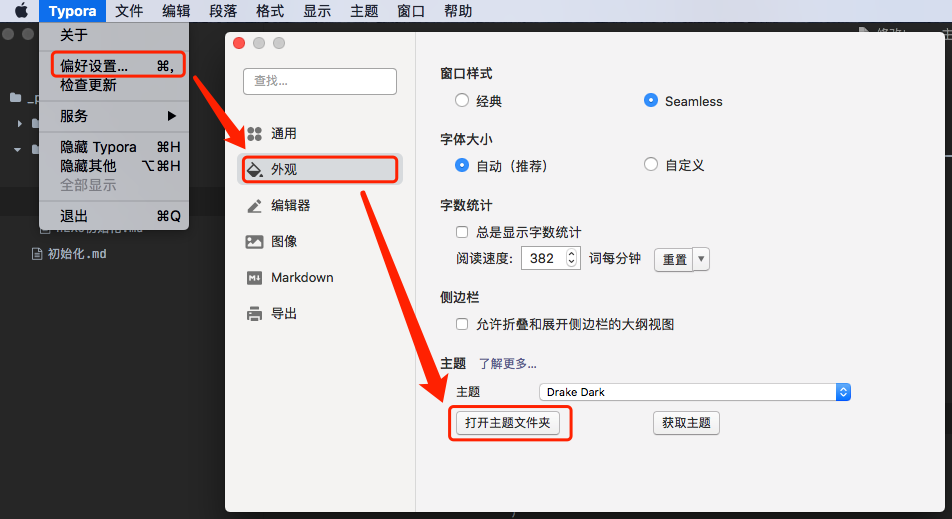 Typora 文件 编辑 段落 格式 显示 主题 窗口 帮助
关于
偏好设置... ⌘,
检查更新
服务 ▶
隐藏 Typora ⌘H
隐藏其他 ⌥⌘H
全部显示
退出 ⌘Q
初始化.md
查找...
通用
外观
编辑器
图像
Markdown
导出
窗口样式
经典 Seamless
字体大小
自动（推荐） 自定义
字数统计
总是显示字数统计
阅读速度: 382 词每分钟 重置
侧边栏
允许折叠和展开侧边栏的大纲视图
主题 了解更多...
主题 Drake Dark
打开主题文件夹 获取主题